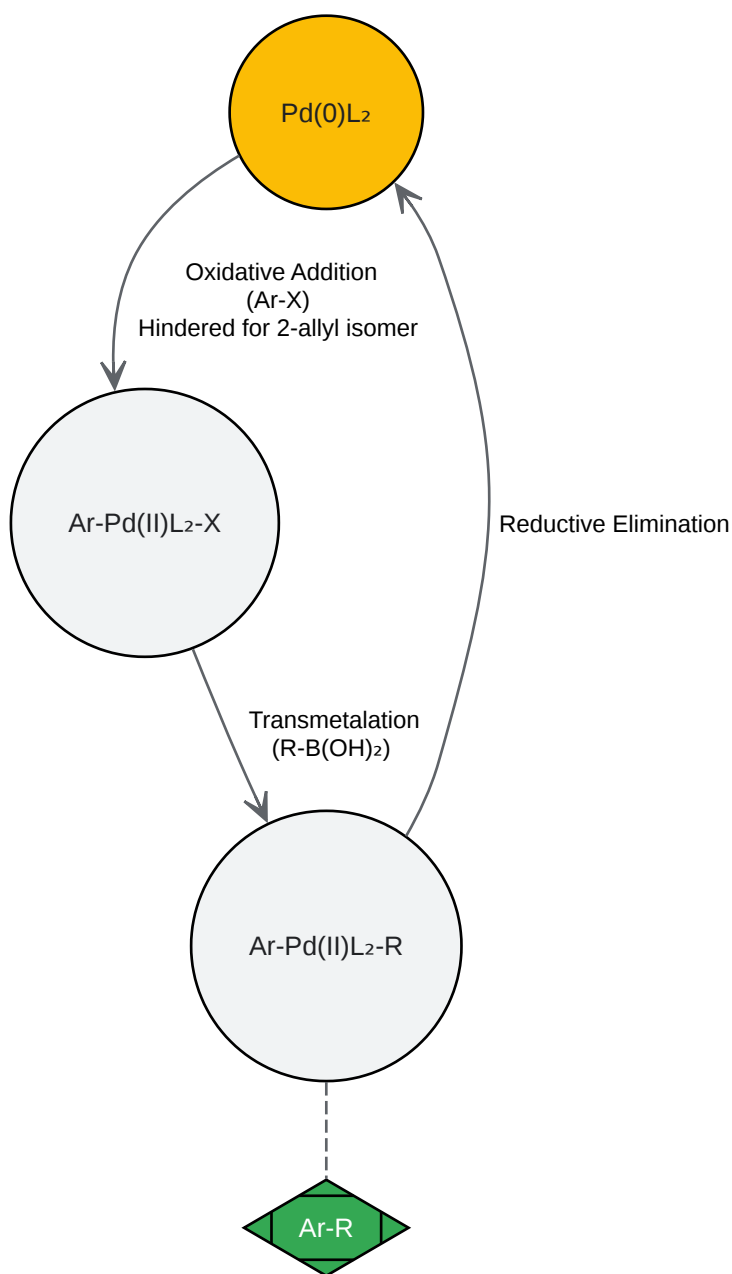 Pd(0)L₂
Oxidative Addition
(Ar-X)
Hindered for 2-allyl isomer
Ar-Pd(II)L₂-X
Reductive Elimination
Transmetalation
(R-B(OH)₂)
Ar-Pd(II)L₂-R
Ar-R